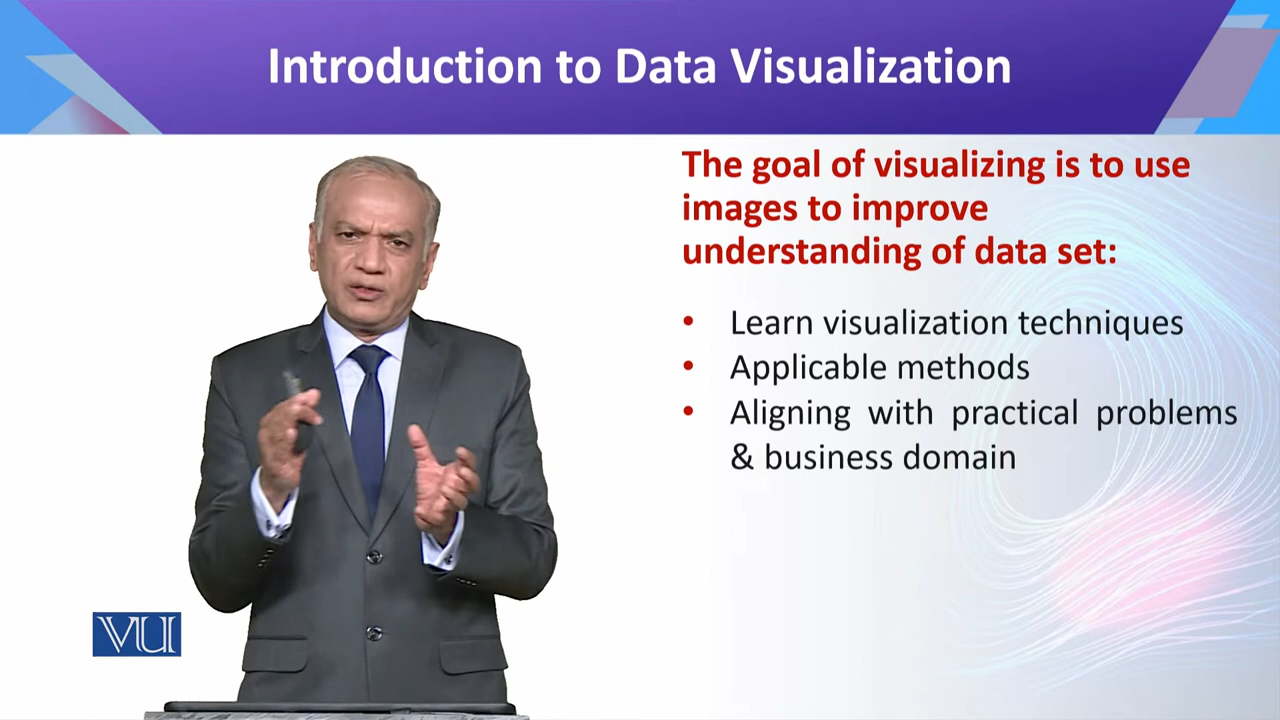 Introduction to Data Visualization
The goal of visualizing is to use
images to improve
understanding of data set:
• Learn visualization techniques
• Applicable methods
• Aligning with practical problems
& business domain
VU